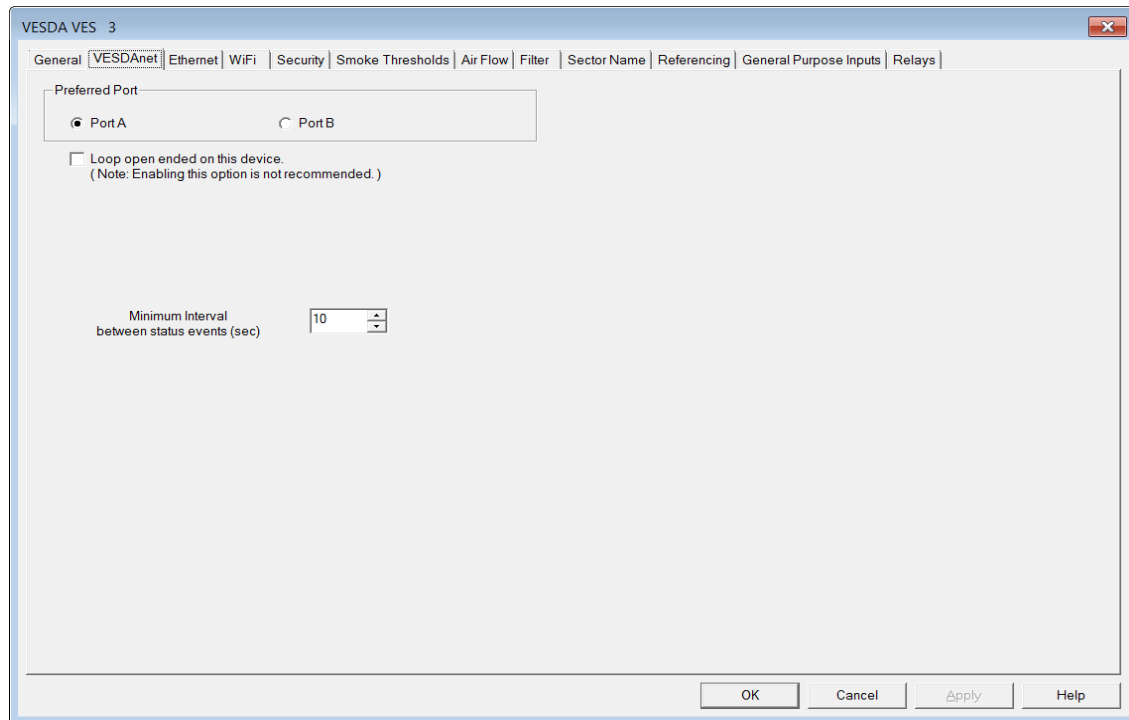 VESDA VES 3
General VESDAnet Ethernet WiFi Security Smoke Thresholds Air Flow Filter Sector Name Referencing General Purpose Inputs Relays
Preferred Port
Port A Port B
Loop open ended on this device.
( Note: Enabling this option is not recommended. )
Minimum Interval
between status events (sec)
10
OK Cancel Apply Help